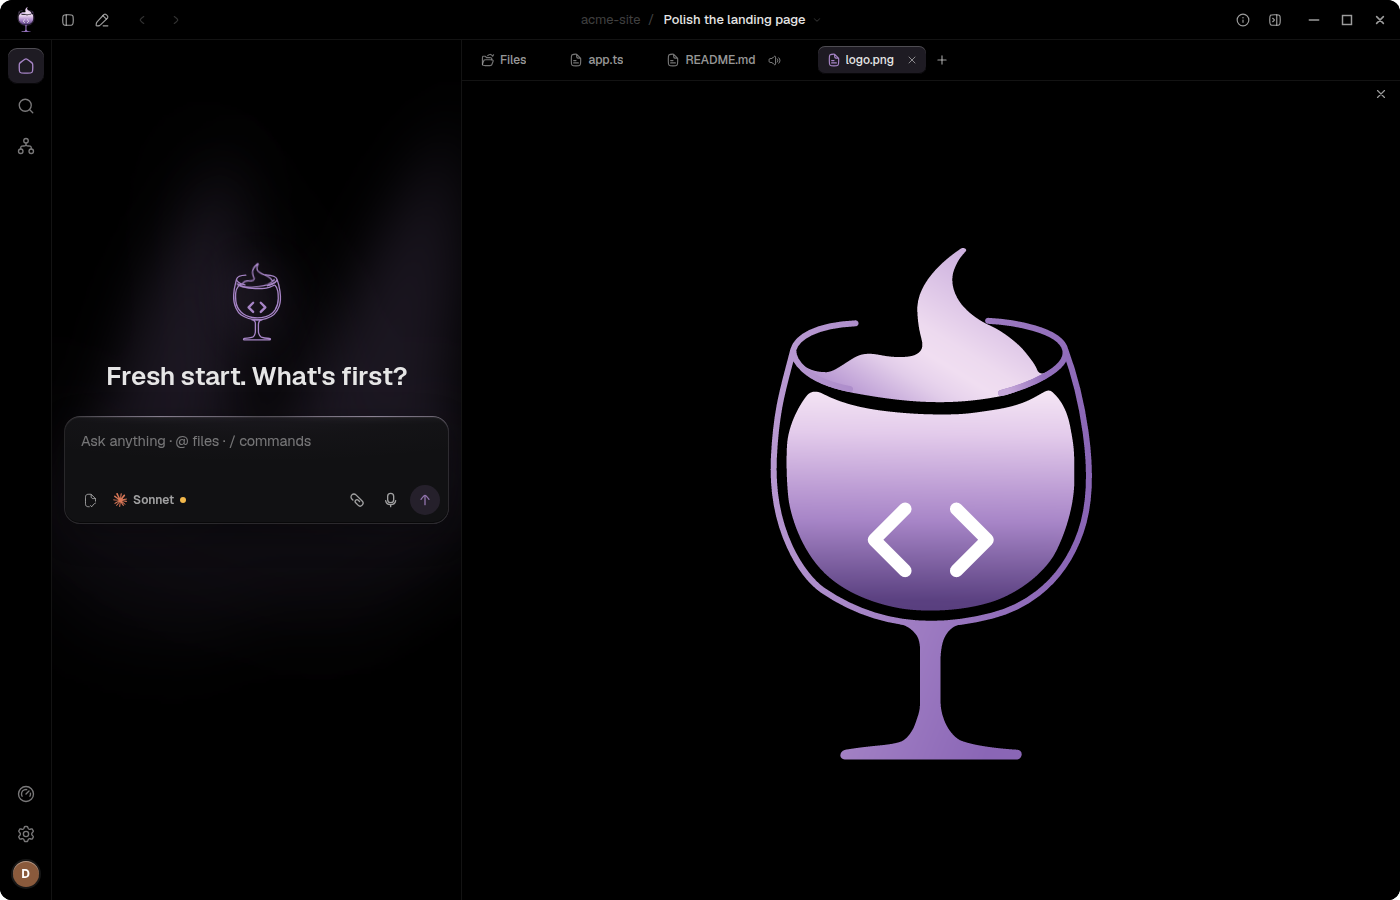 acme-site / Polish the landing page
Files
app.ts
README.md
logo.png
Fresh start. What's first?
Ask anything · @ files · / commands
Sonnet
D